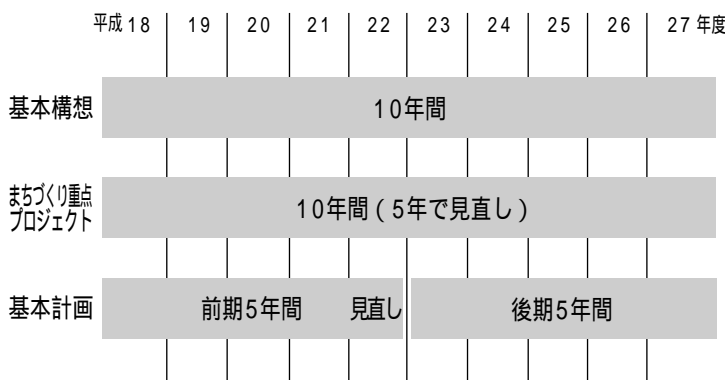 平成18 19 20 21 22 23 24 25 26 27年度
基本構想 10年間
まちづくり重点
プロジェクト 10年間(5年で見直し)
基本計画 前期5年間 見直し 後期5年間